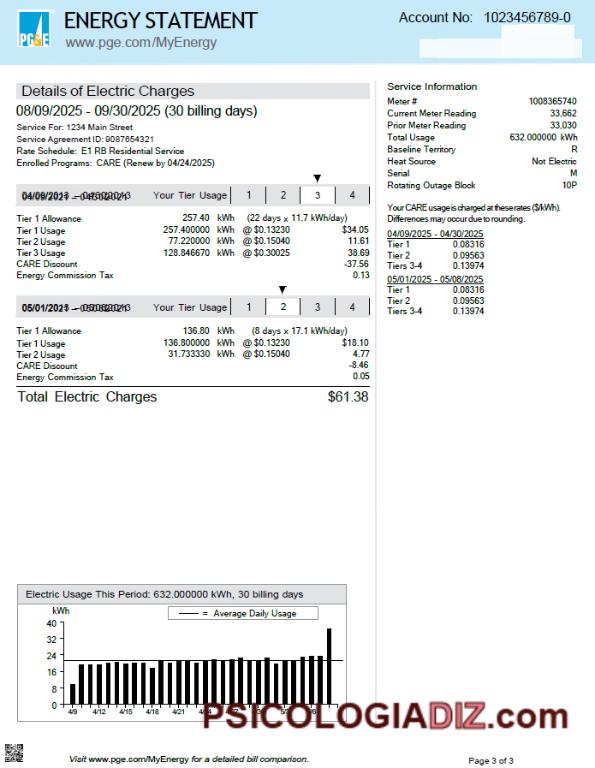 PG&E
ENERGY STATEMENT
www.pge.com/MyEnergy
Account No: 1023456789-0
Details of Electric Charges
08/09/2025 - 09/30/2025 (30 billing days)
Service For: 1234 Main Street
Service Agreement ID: 9087654321
Rate Schedule: E1 RB Residential Service
Enrolled Programs: CARE (Renew by 04/24/2025)
Your Tier Usage 1 2 3 4
Tier 1 Allowance 257.40 kWh (22 days x 11.7 kWh/day)
Tier 1 Usage 257.400000 kWh @ $0.13230 $34.05
Tier 2 Usage 77.220000 kWh @ $0.15040 11.61
Tier 3 Usage 128.846670 kWh @ $0.30025 38.69
CARE Discount -37.56
Energy Commission Tax 0.13
Your Tier Usage 1 2 3 4
Tier 1 Allowance 136.80 kWh (8 days x 17.1 kWh/day)
Tier 1 Usage 136.800000 kWh @ $0.13230 $18.10
Tier 2 Usage 31.733330 kWh @ $0.15040 4.77
CARE Discount -8.46
Energy Commission Tax 0.05
Total Electric Charges $61.38
Service Information
Meter # 1008365740
Current Meter Reading 33,662
Prior Meter Reading 33,030
Total Usage 632.000000 kWh
Baseline Territory R
Heat Source Not Electric
Serial M
Rotating Outage Block 10P
Your CARE usage is charged at these rates ($/kWh).
Differences may occur due to rounding.
04/09/2025 - 04/30/2025
Tier 1 0.08316
Tier 2 0.09563
Tiers 3-4 0.13974
05/01/2025 - 05/08/2025
Tier 1 0.08316
Tier 2 0.09563
Tiers 3-4 0.13974
Electric Usage This Period: 632.000000 kWh, 30 billing days
kWh
= Average Daily Usage
40
32
24
16
8
0
4/9 4/12 4/15 4/18 4/21
PSICOLOGIADIZ.com
Visit www.pge.com/MyEnergy for a detailed bill comparison.
Page 3 of 3